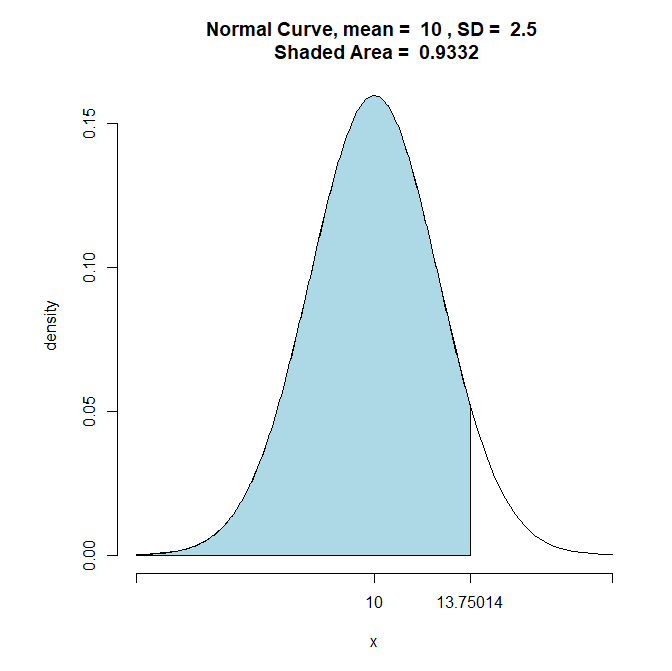 Normal Curve, mean =  10 , SD =  2.5
Shaded Area =  0.9332
density
0.15
0.10
0.05
0.00
10
13.75014
x